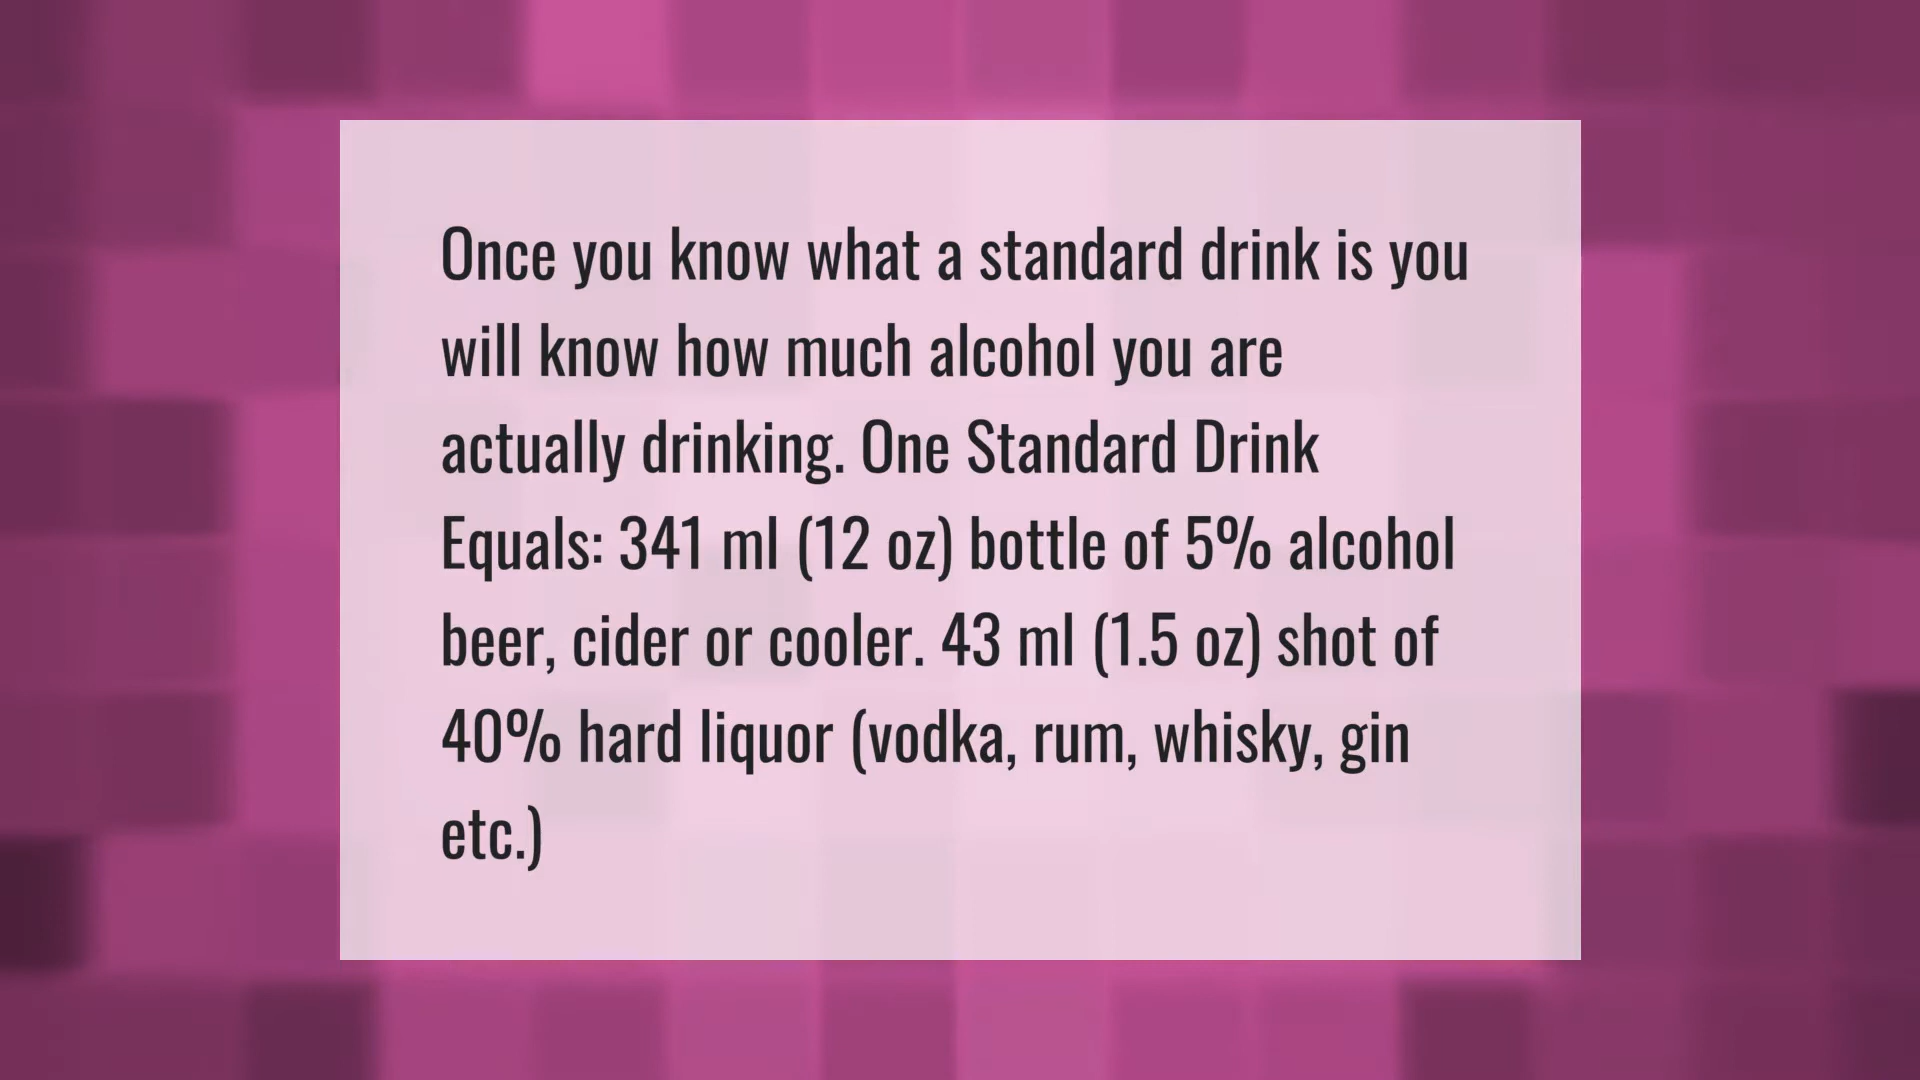 Once you know what a standard drink is you
will know how much alcohol you are
actually drinking. One Standard Drink
Equals: 341 ml (12 oz) bottle of 5% alcohol
beer, cider or cooler. 43 ml (1.5 oz) shot of
40% hard liquor (vodka, rum, whisky, gin
etc.)